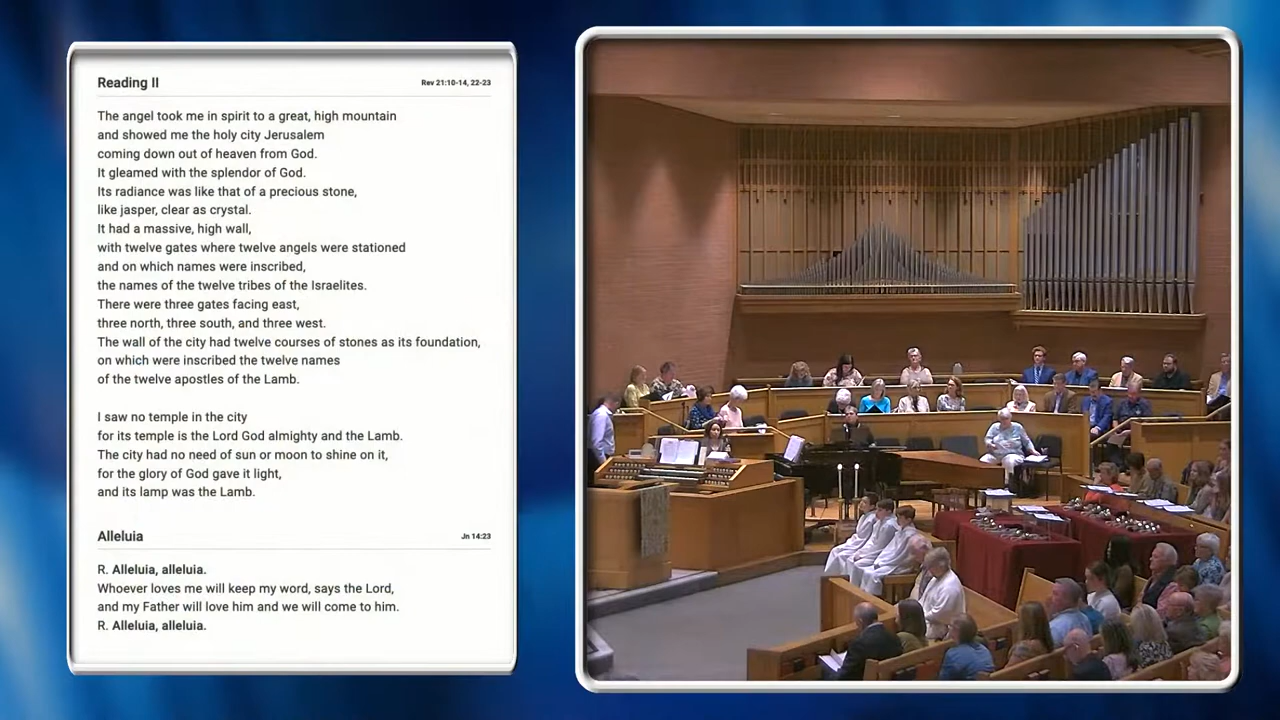 Reading II
Rev 21:10-14, 22-23
The angel took me in spirit to a great, high mountain
and showed me the holy city Jerusalem
coming down out of heaven from God.
It gleamed with the splendor of God.
Its radiance was like that of a precious stone,
like jasper, clear as crystal.
It had a massive, high wall,
with twelve gates where twelve angels were stationed
and on which names were inscribed,
the names of the twelve tribes of the Israelites.
There were three gates facing east,
three north, three south, and three west.
The wall of the city had twelve courses of stones as its foundation,
on which were inscribed the twelve names
of the twelve apostles of the Lamb.
I saw no temple in the city
for its temple is the Lord God almighty and the Lamb.
The city had no need of sun or moon to shine on it,
for the glory of God gave it light,
and its lamp was the Lamb.
Alleluia
Jn 14:23
R. Alleluia, alleluia.
Whoever loves me will keep my word, says the Lord,
and my Father will love him and we will come to him.
R. Alleluia, alleluia.